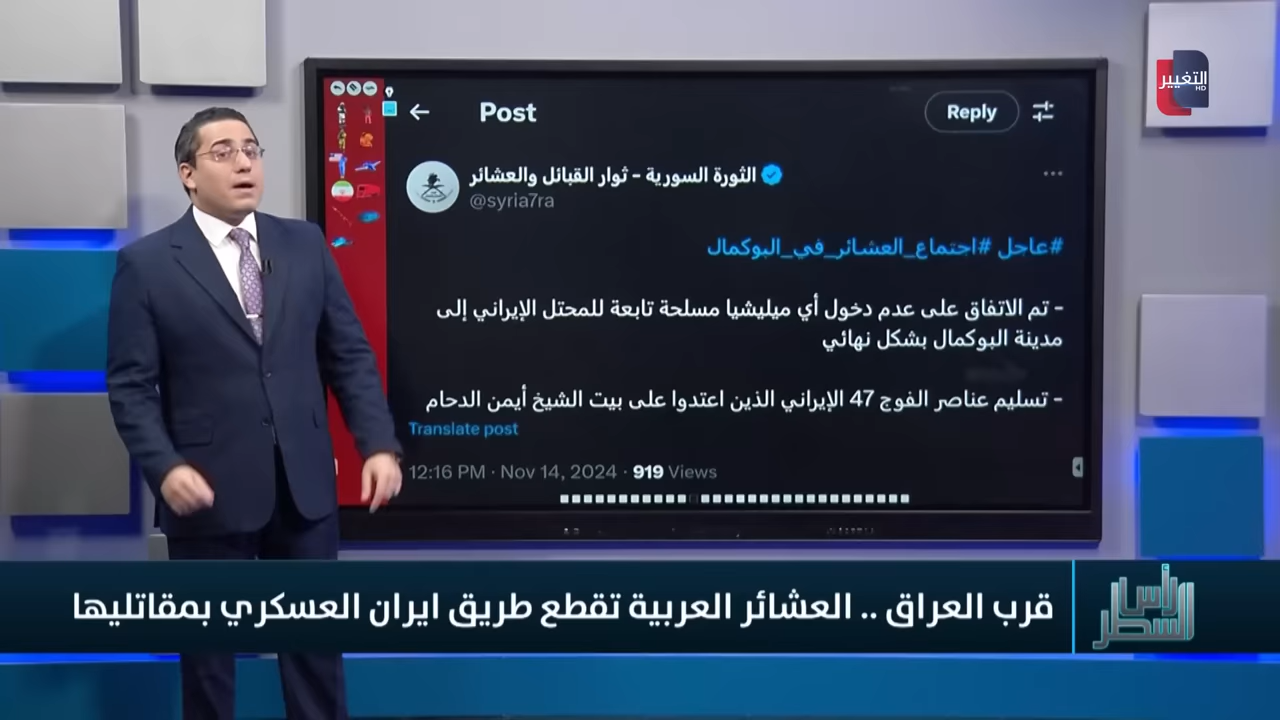 التغيير
HD
Post
Reply
الثورة السورية - ثوار القبائل والعشائر
@syria7ra
#عاجل #اجتماع_العشائر_في_البوكمال
- تم الاتفاق على عدم دخول أي ميليشيا مسلحة تابعة للمحتل الإيراني إلى
مدينة البوكمال بشكل نهائي
- تسليم عناصر الفوج 47 الإيراني الذين اعتدوا على بيت الشيخ أيمن الدحام
Translate post
12:16 PM · Nov 14, 2024 · 919 Views
رأس
السطر
قرب العراق .. العشائر العربية تقطع طريق ايران العسكري بمقاتليها